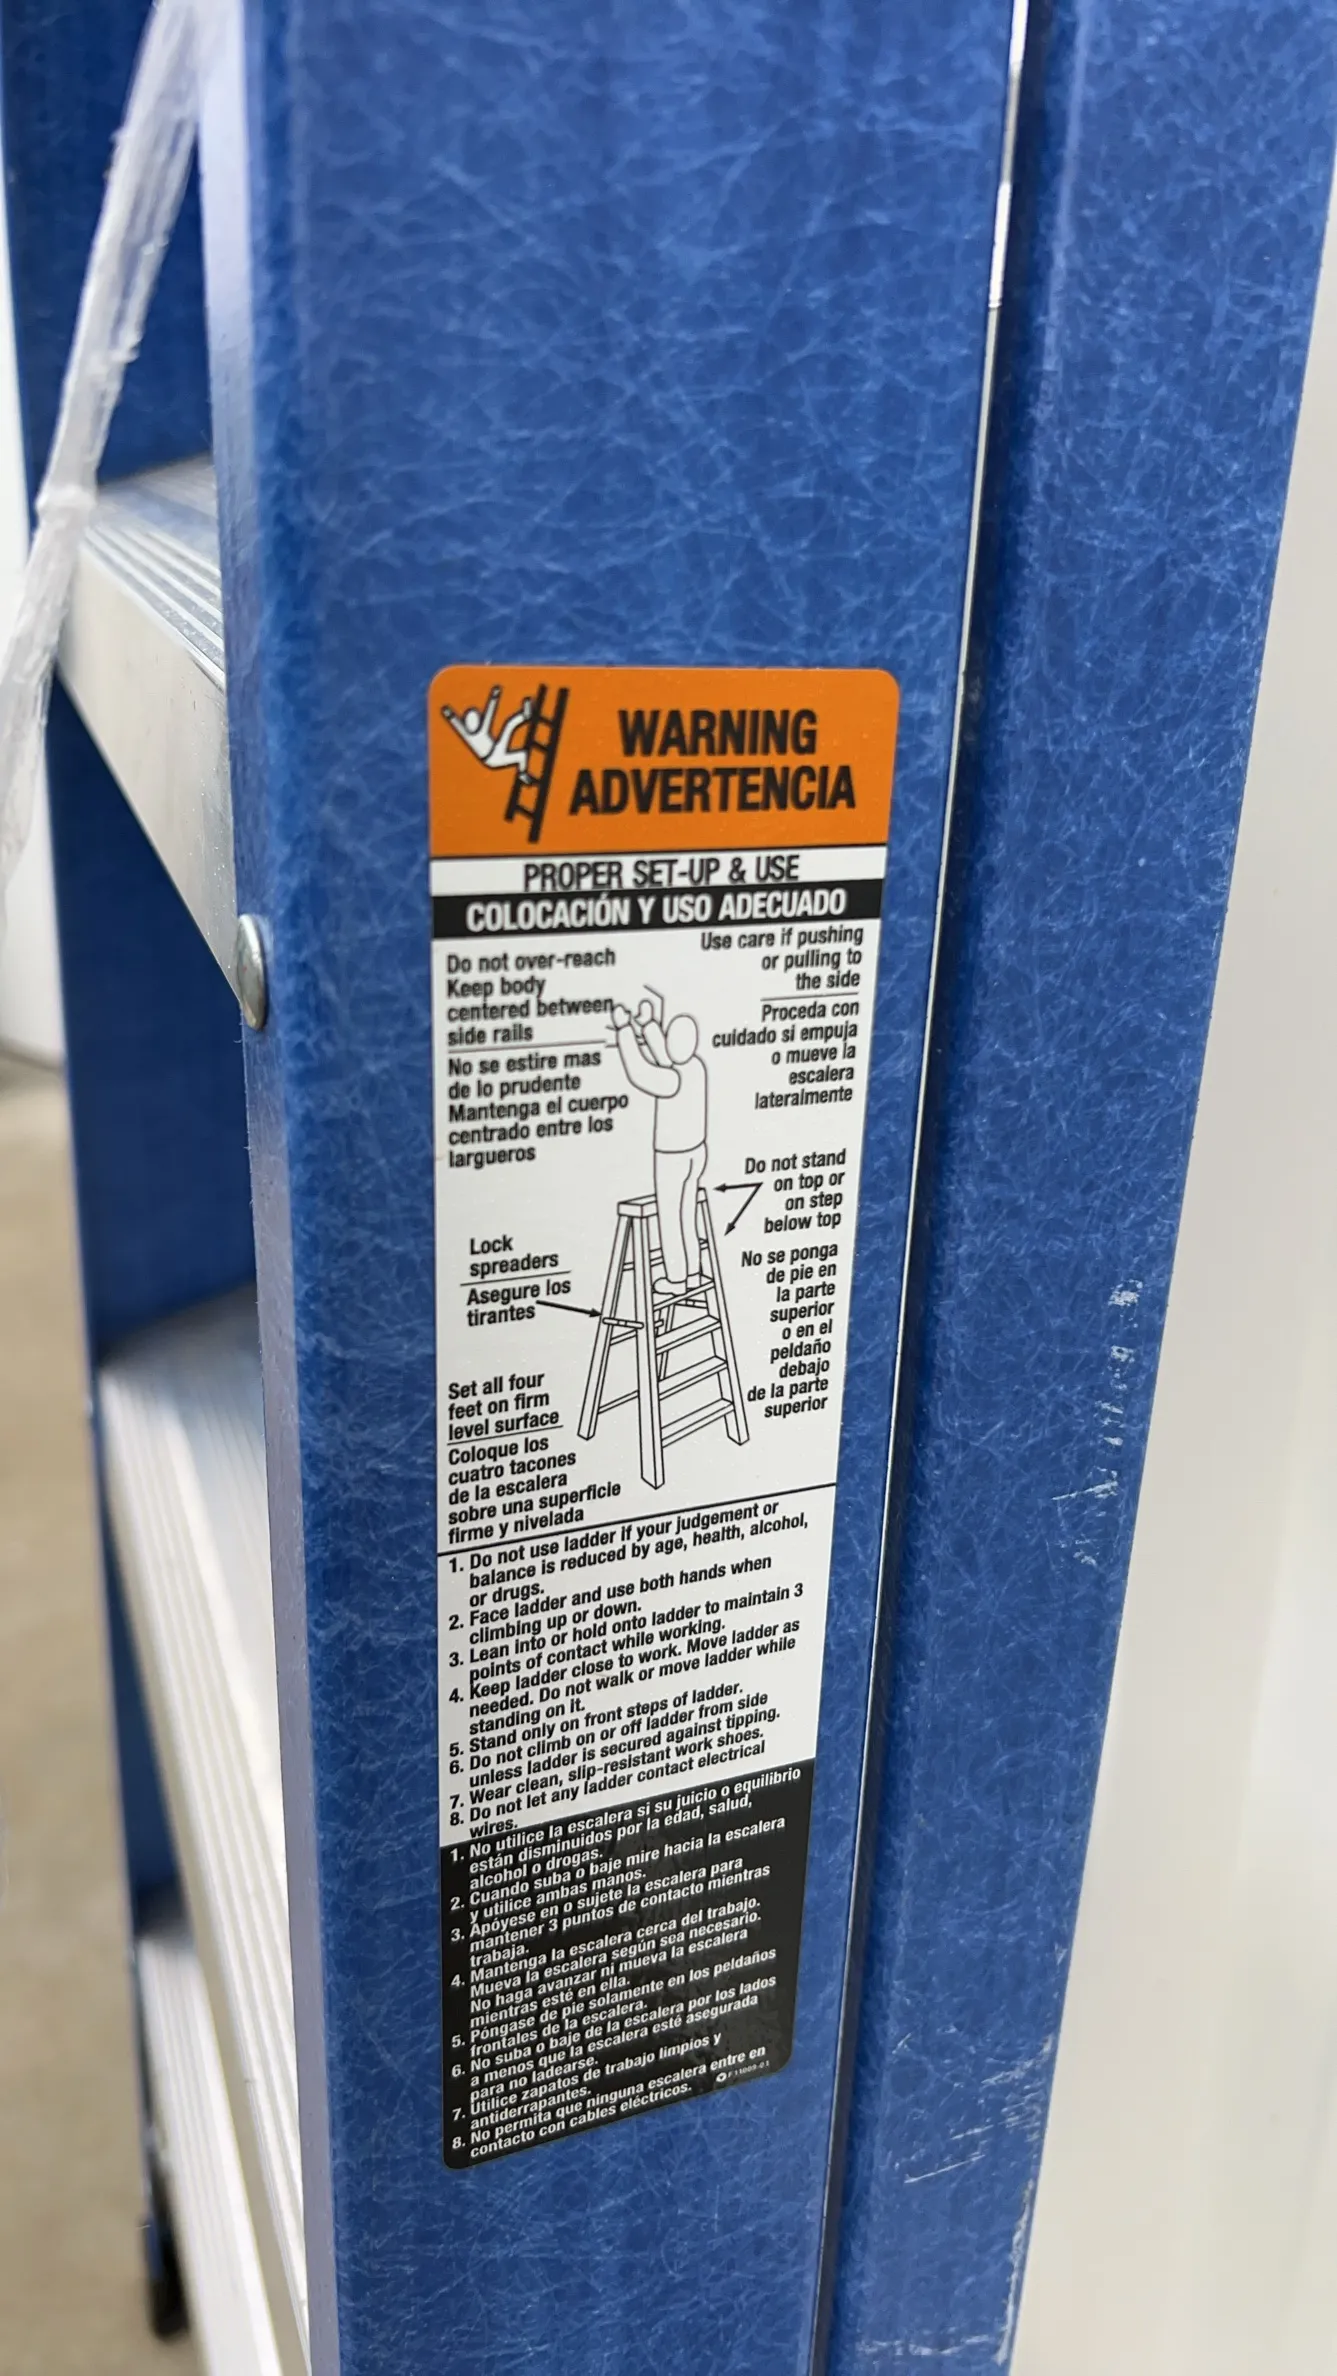 WARNING
ADVERTENCIA
PROPER SET-UP & USE
COLOCACIÓN Y USO ADECUADO
Do not over-reach
Keep body
centered between
side rails
No se estire mas
de lo prudente
Mantenga el cuerpo
centrado entre los
largueros
Use care if pushing
or pulling to
the side
Proceda con
cuidado si empuja
o mueve la
escalera
lateralmente
Do not stand
on top or
on step
below top
No se ponga
de pie en
la parte
superior
o en el
peldaño
debajo
de la parte
superior
Lock
spreaders
Asegure los
tirantes
Set all four
feet on firm
level surface
Coloque los
cuatro tacones
de la escalera
sobre una superficie
firme y nivelada
1. Do not use ladder if your judgement or
balance is reduced by age, health, alcohol,
or drugs.
2. Face ladder and use both hands when
climbing up or down.
3. Lean into or hold onto ladder to maintain 3
points of contact while working.
4. Keep ladder close to work. Move ladder as
needed. Do not walk or move ladder while
standing on it.
5. Stand only on front steps of ladder.
6. Do not climb on or off ladder from side
unless ladder is secured against tipping.
7. Wear clean, slip-resistant work shoes.
8. Do not let any ladder contact electrical
wires.
1. No utilice la escalera si su juicio o equilibrio
están disminuidos por la edad, salud,
alcohol o drogas.
2. Cuando suba o baje mire hacia la escalera
y utilice ambas manos.
3. Apóyese en o sujete la escalera para
mantener 3 puntos de contacto mientras
trabaja.
4. Mantenga la escalera cerca del trabajo.
Mueva la escalera según sea necesario.
No haga avanzar ni mueva la escalera
mientras esté en ella.
5. Póngase de pie solamente en los peldaños
frontales de la escalera.
6. No suba o baje de la escalera por los lados
a menos que la escalera esté asegurada
para no ladearse.
7. Utilice zapatos de trabajo limpios y
antiderrapantes.
8. No permita que ninguna escalera entre en
contacto con cables eléctricos.
F11009-01